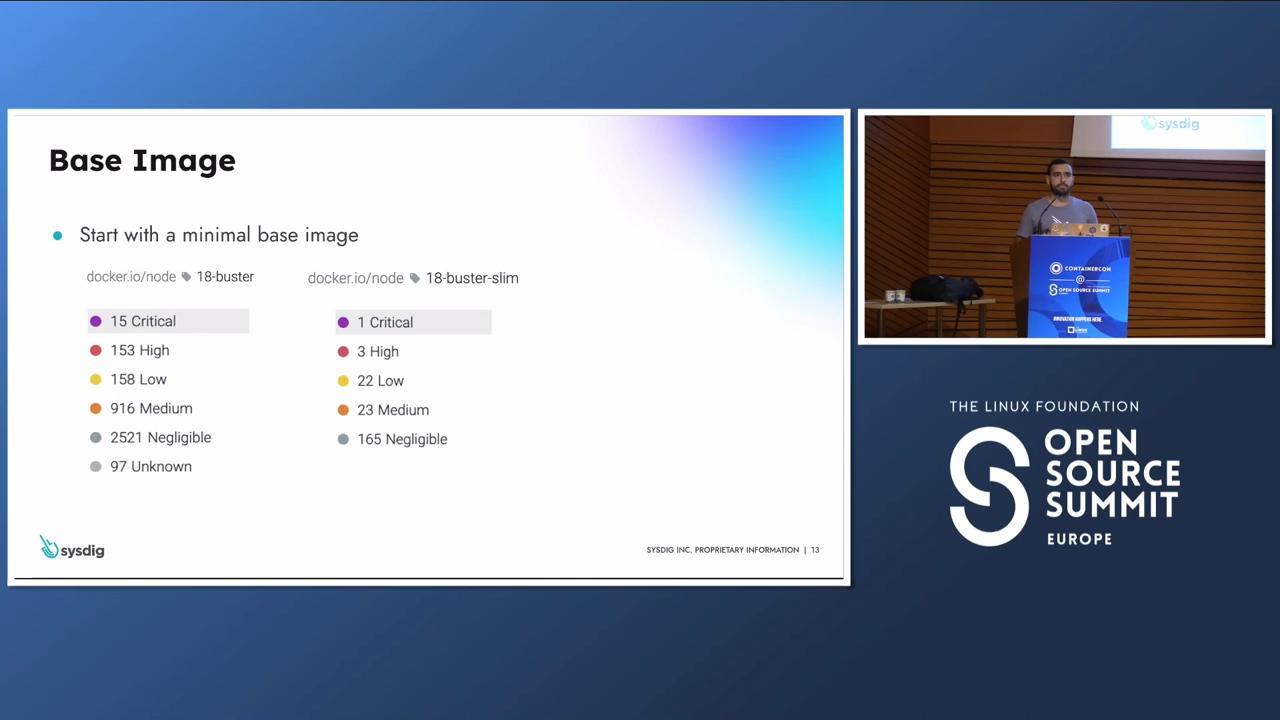 Base Image
Start with a minimal base image
docker.io/node 18-buster
15 Critical
153 High
158 Low
916 Medium
2521 Negligible
97 Unknown
docker.io/node 18-buster-slim
1 Critical
3 High
22 Low
23 Medium
165 Negligible
sysdig
SYSDIG INC. PROPRIETARY INFORMATION | 13
sysdig
CONTAINERCON
@
OPEN SOURCE SUMMIT
INNOVATION HAPPENS HERE.
THE LINUX FOUNDATION
OPEN
SOURCE
SUMMIT
EUROPE